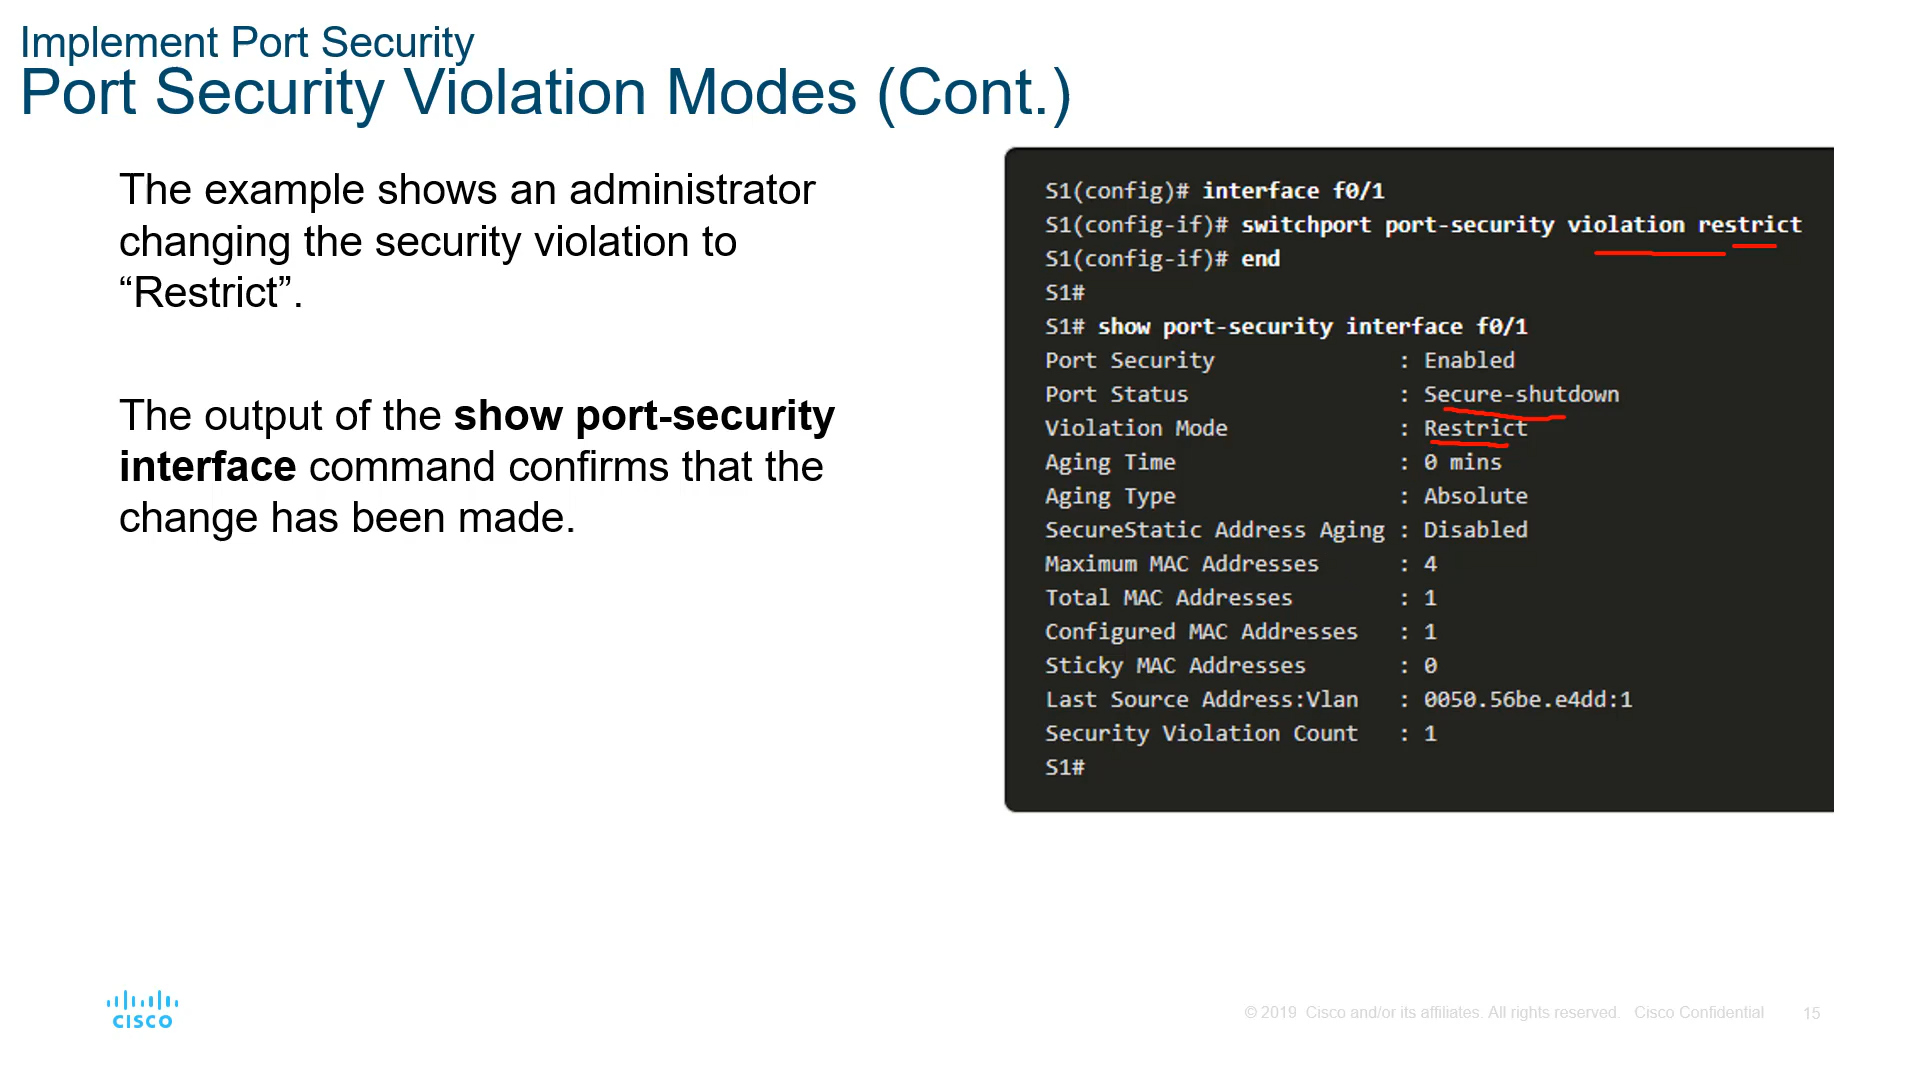 Implement Port Security
Port Security Violation Modes (Cont.)
The example shows an administrator
changing the security violation to
“Restrict”.
The output of the show port-security
interface command confirms that the
change has been made.
S1(config)# interface f0/1
S1(config-if)# switchport port-security violation restrict
S1(config-if)# end
S1#
S1# show port-security interface f0/1
Port Security : Enabled
Port Status : Secure-shutdown
Violation Mode : Restrict
Aging Time : 0 mins
Aging Type : Absolute
SecureStatic Address Aging : Disabled
Maximum MAC Addresses : 4
Total MAC Addresses : 1
Configured MAC Addresses : 1
Sticky MAC Addresses : 0
Last Source Address:Vlan : 0050.56be.e4dd:1
Security Violation Count : 1
S1#
CISCO
© 2019 Cisco and/or its affiliates. All rights reserved. Cisco Confidential 15